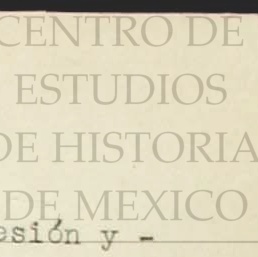 CENTRO DE
ESTUDIOS
DE HISTORIA
DE MEXICO
esión y -